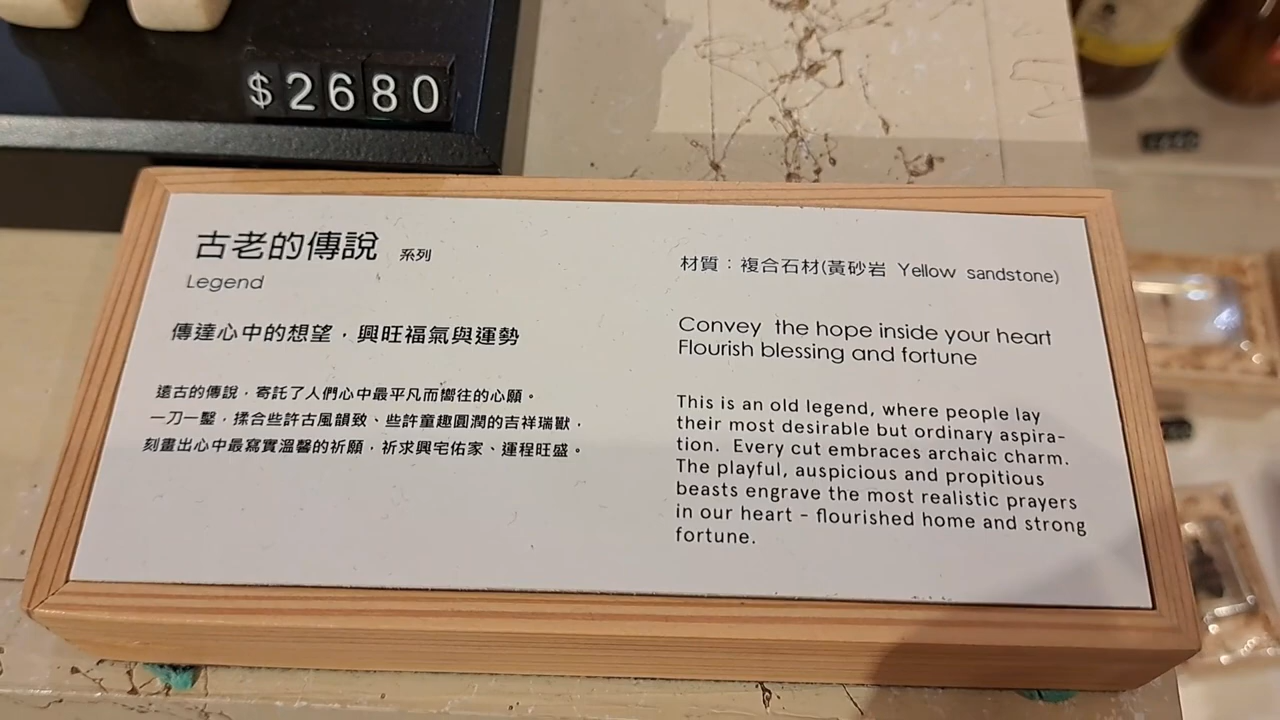 $2680
古老的傳說 系列
Legend
傳達心中的想望，興旺福氣與運勢
遠古的傳說，寄託了人們心中最平凡而嚮往的心願。
一刀一鑿，揉合些許古風韻致、些許童趣圓潤的吉祥瑞獸，
刻畫出心中最寫實溫馨的祈願，祈求興宅佑家、運程旺盛。
材質：複合石材(黃砂岩 Yellow sandstone)
Convey the hope inside your heart
Flourish blessing and fortune
This is an old legend, where people lay
their most desirable but ordinary aspira-
tion. Every cut embraces archaic charm.
The playful, auspicious and propitious
beasts engrave the most realistic prayers
in our heart - flourished home and strong
fortune.